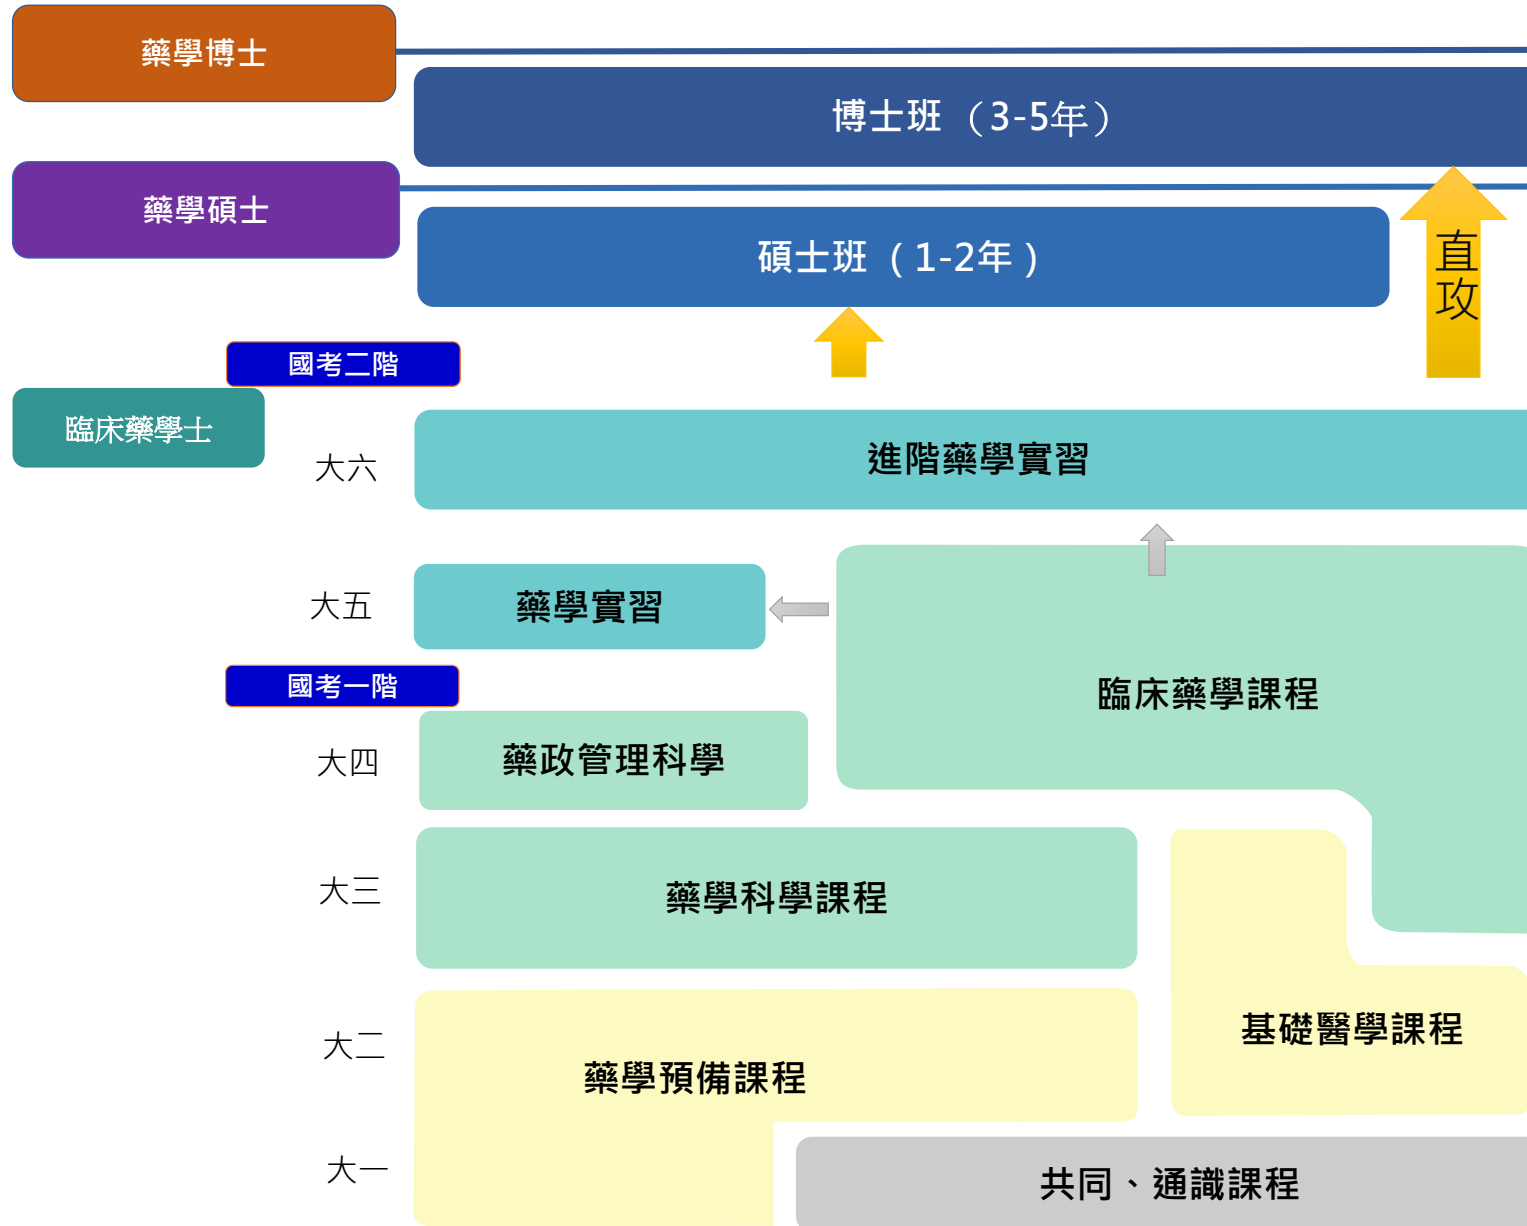 藥學博士
博士班（3-5年）
藥學碩士
碩士班（1-2年）
直攻
國考二階
臨床藥學士
大六
進階藥學實習
大五
藥學實習
臨床藥學課程
國考一階
大四
藥政管理科學
大三
藥學科學課程
大二
藥學預備課程
基礎醫學課程
大一
共同、通識課程